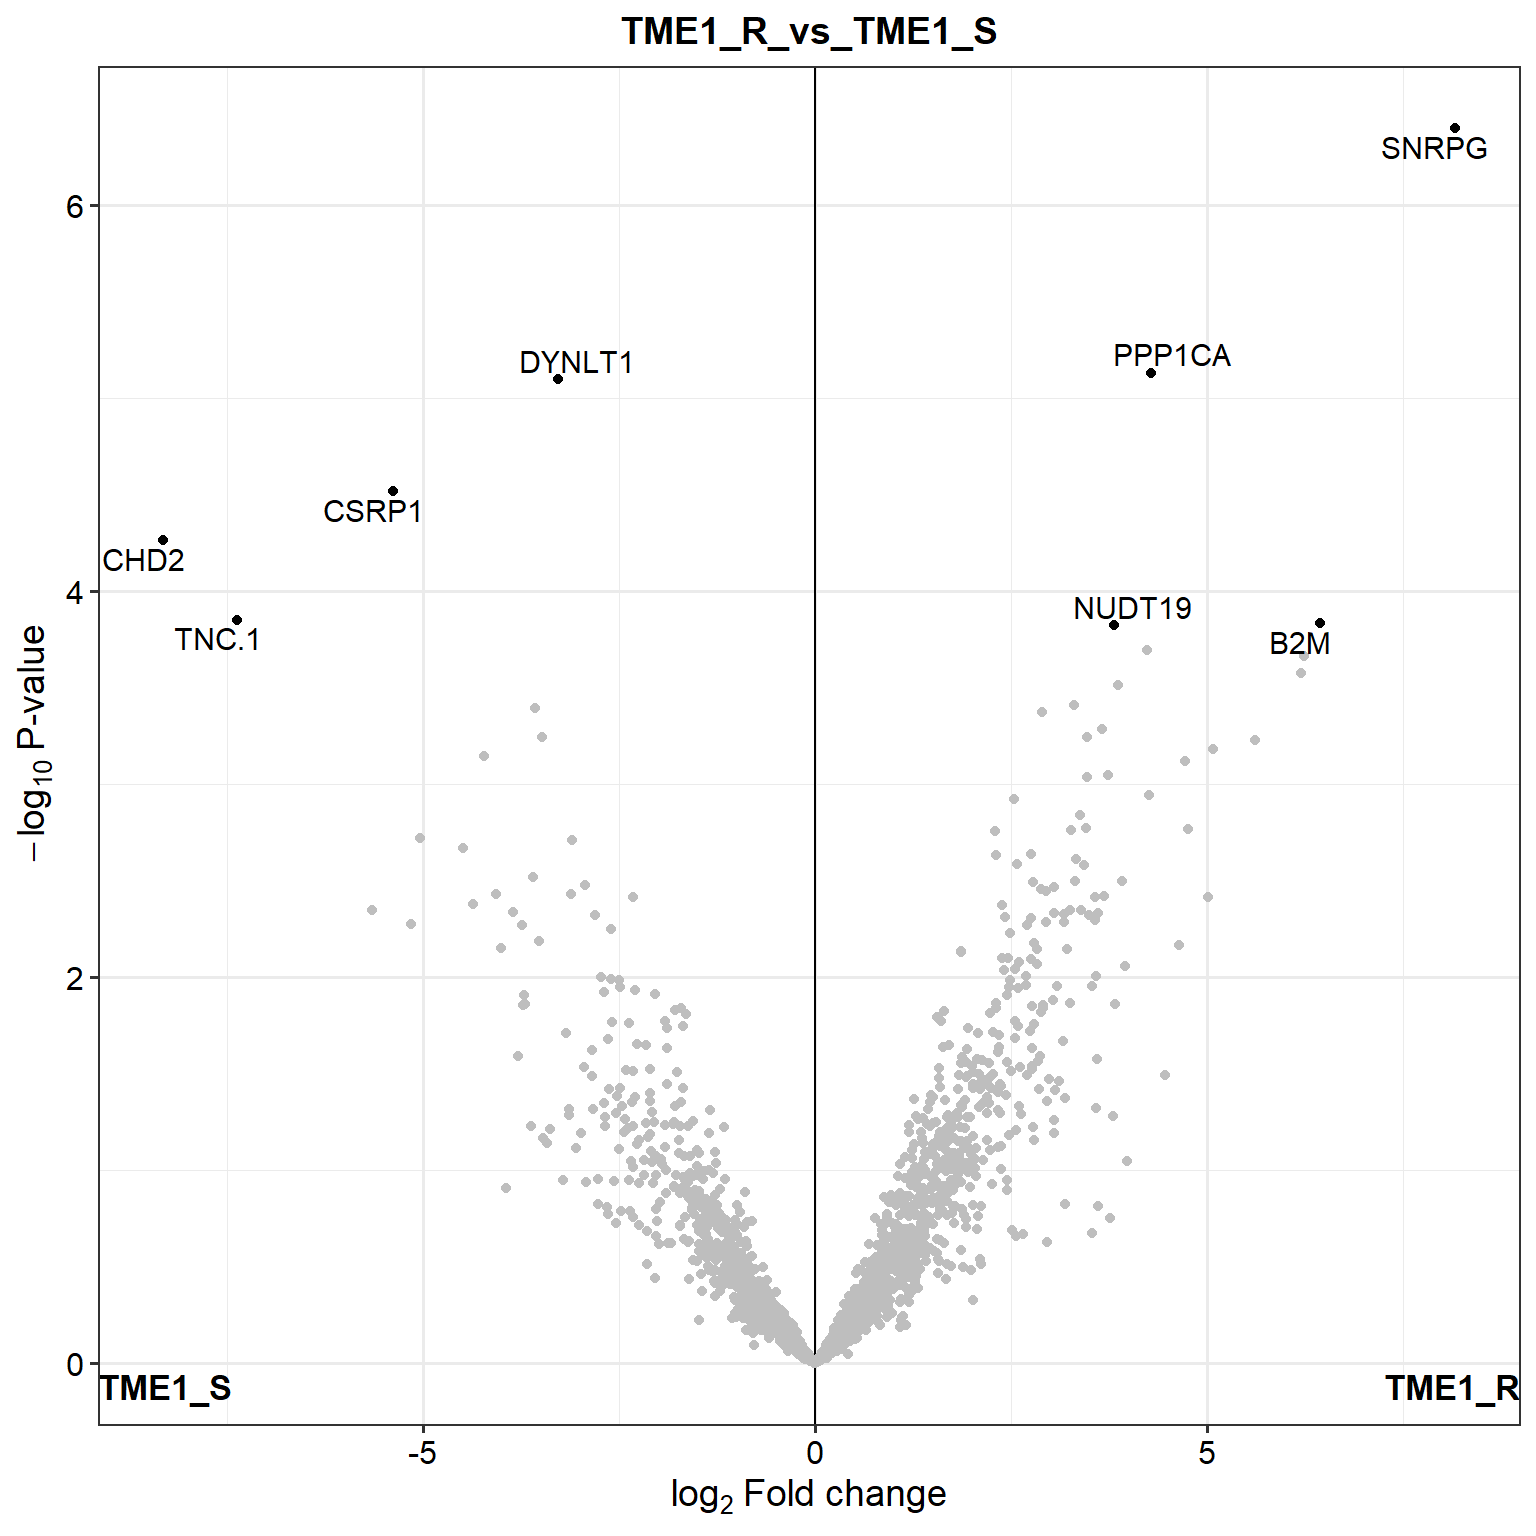 TME1_R_vs_TME1_S
SNRPG
6
DYNLT1
PPP1CA
CSRP1
CHD2
4
NUDT19
TNC.1
B2M
−log10 P-value
2
0
TME1_S
TME1_R
-5
0
5
log2 Fold change